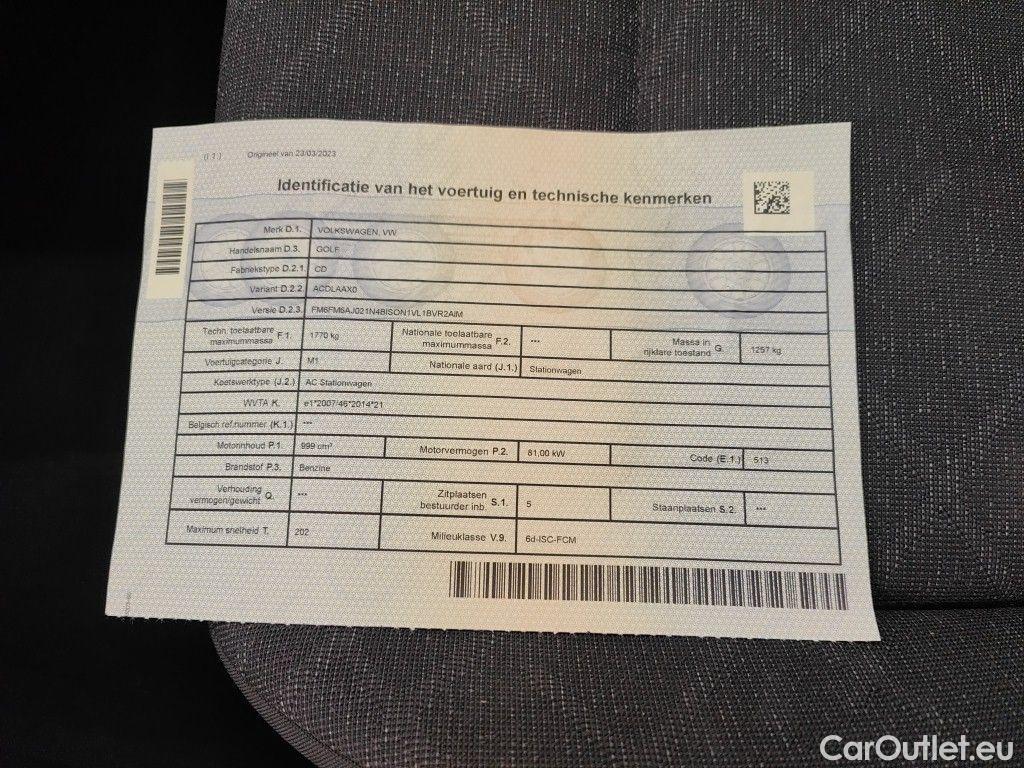 (I 1.) Origineel van 23/03/2023
Identificatie van het voertuig en technische kenmerken
Merk D.1. VOLKSWAGEN, VW
Handelsnaam D.3. GOLF
Fabriekstype D.2.1. CD
Variant D.2.2. ACDLAAX0
Versie D.2.3. FM6FM6AJ021N4BISON1VL1BVR2AIM
Techn. toelaatbare maximummassa F.1. 1770 kg Nationale toelaatbare maximummassa F.2. *** Massa in rijklare toestand G. 1257 kg
Voertuigcategorie J. M1 Nationale aard (J.1.) Stationwagen
Koetswerktype (J.2.) AC Stationwagen
WVTA K. e1*2007/46*2014*21
Belgisch ref.nummer (K.1.) ***
Motorinhoud P.1. 999 cm³ Motorvermogen P.2. 81,00 kW Code (E.1.) 513
Brandstof P.3. Benzine
Verhouding vermogen/gewicht Q. *** Zitplaatsen bestuurder inb. S.1. 5 Staanplaatsen S.2. ***
Maximum snelheid T. 202 Milieuklasse V.9. 6d-ISC-FCM
CarOutlet.eu